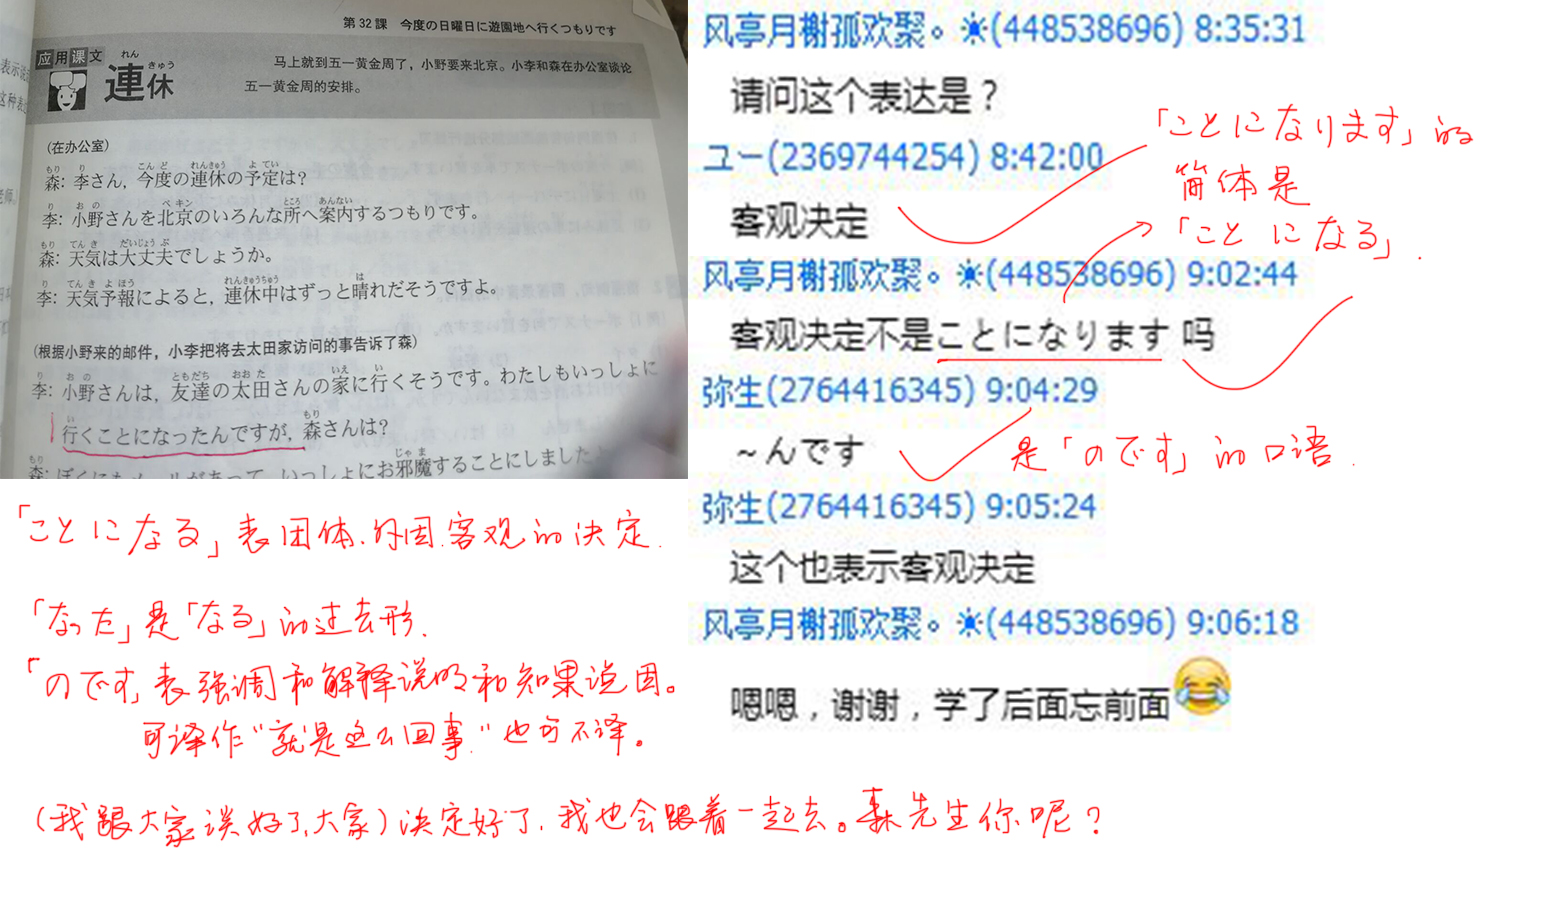 第32課　今度の日曜日に遊園地へ行くつもりです
应用课文
連休
れん
きゅう
马上就到五一黄金周了，小野要来北京。小李和森在办公室谈论
五一黄金周的安排。
(在办公室)
森: 李さん，今度の連休の予定は?
李: 小野さんを北京のいろんな所へ案内するつもりです。
森: 天気は大丈夫でしょうか。
李: 天気予報によると，連休中はずっと晴れだそうですよ。
(根据小野来的邮件，小李把将去太田家访问的事告诉了森)
李: 小野さんは，友達の太田さんの家に行くそうです。わたしもいっしょに
行くことになったんですが，森さんは?
森: ぼくにもメールがあって，いっしょにお邪魔することにしました
「ことになる」表团体、外因、客观的决定.
「なった」是「なる」的过去形.
「のです」表强调和解释说明和知果说因。
可译作"就是这么回事"也可不译。
(我跟大家谈好了,大家)决定好了,我也会跟着一起去。森先生你呢?
风亭月榭孤欢聚。☀(448538696) 8:35:31
请问这个表达是？
ユー(2369744254) 8:42:00
客观决定
风亭月榭孤欢聚。☀(448538696) 9:02:44
客观决定不是ことになります 吗
弥生(2764416345) 9:04:29
～んです
弥生(2764416345) 9:05:24
这个也表示客观决定
风亭月榭孤欢聚。☀(448538696) 9:06:18
嗯嗯，谢谢，学了后面忘前面
「ことになります」的
简体是
「ことになる」.
是「のです」的口语.